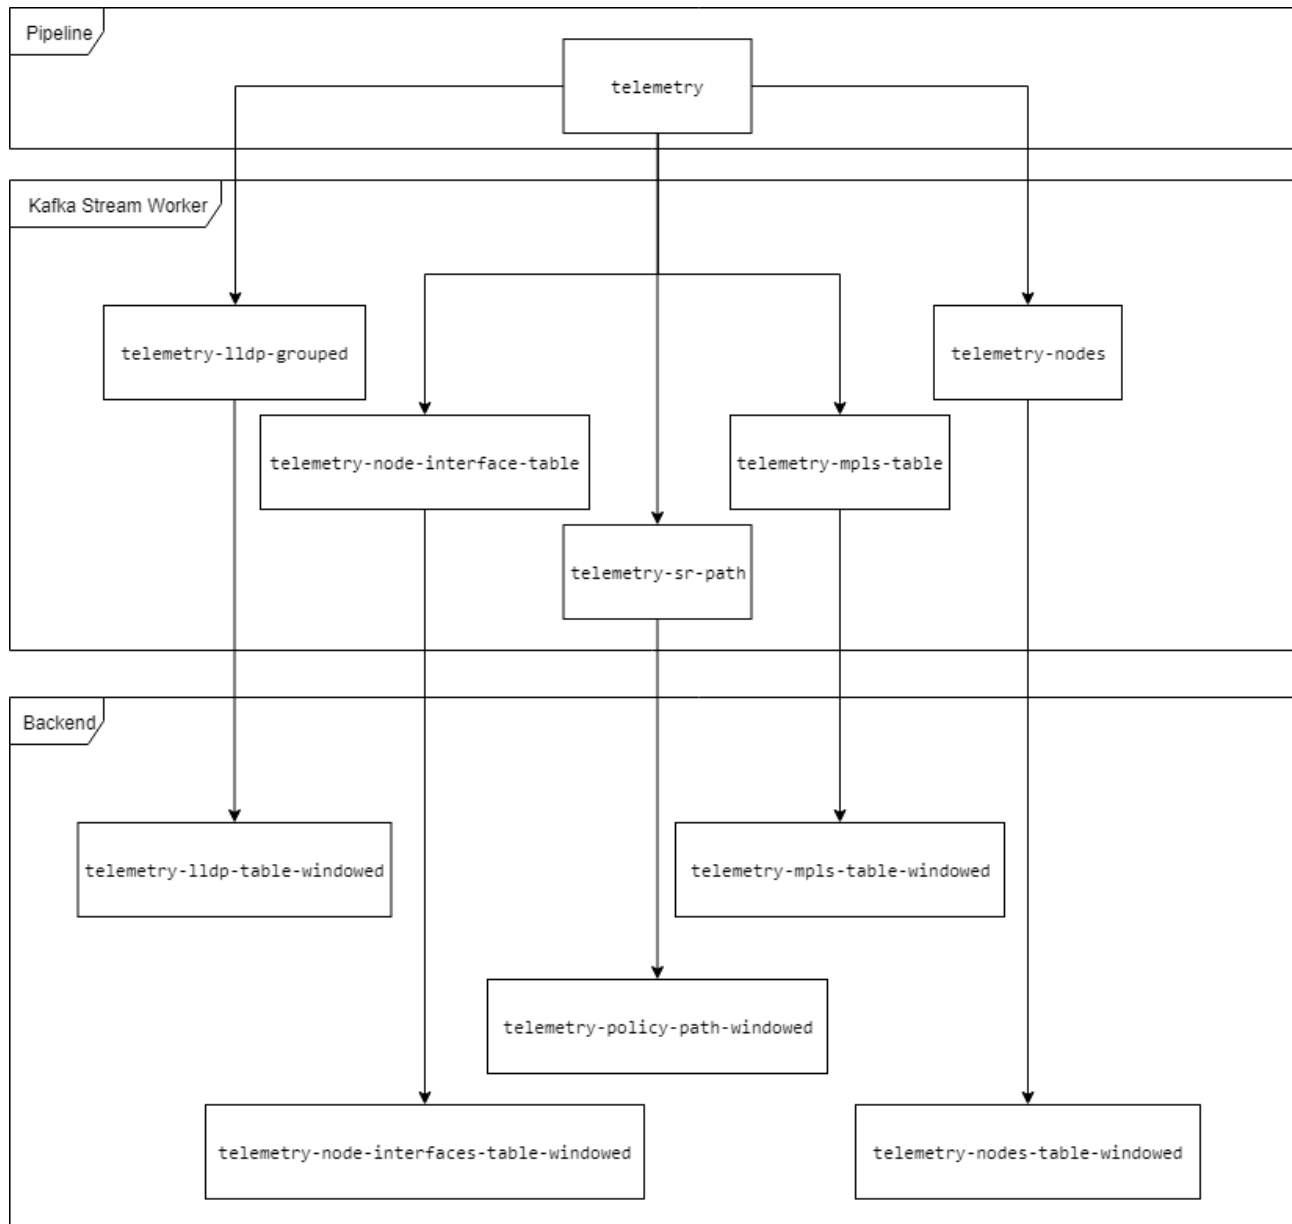 Pipeline
telemetry
Kafka Stream Worker
telemetry-lldp-grouped
telemetry-nodes
telemetry-node-interface-table
telemetry-mpls-table
telemetry-sr-path
Backend
telemetry-lldp-table-windowed
telemetry-mpls-table-windowed
telemetry-policy-path-windowed
telemetry-node-interfaces-table-windowed
telemetry-nodes-table-windowed